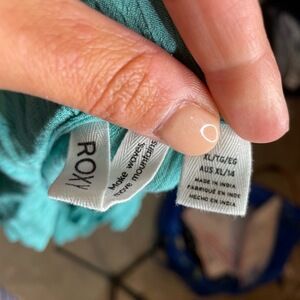 ROXY
Make waves,
move mountains
XL/TG/EG
AUS XL/14
MADE IN INDIA
FABRIQUÉ EN INDE
HECHO EN INDIA